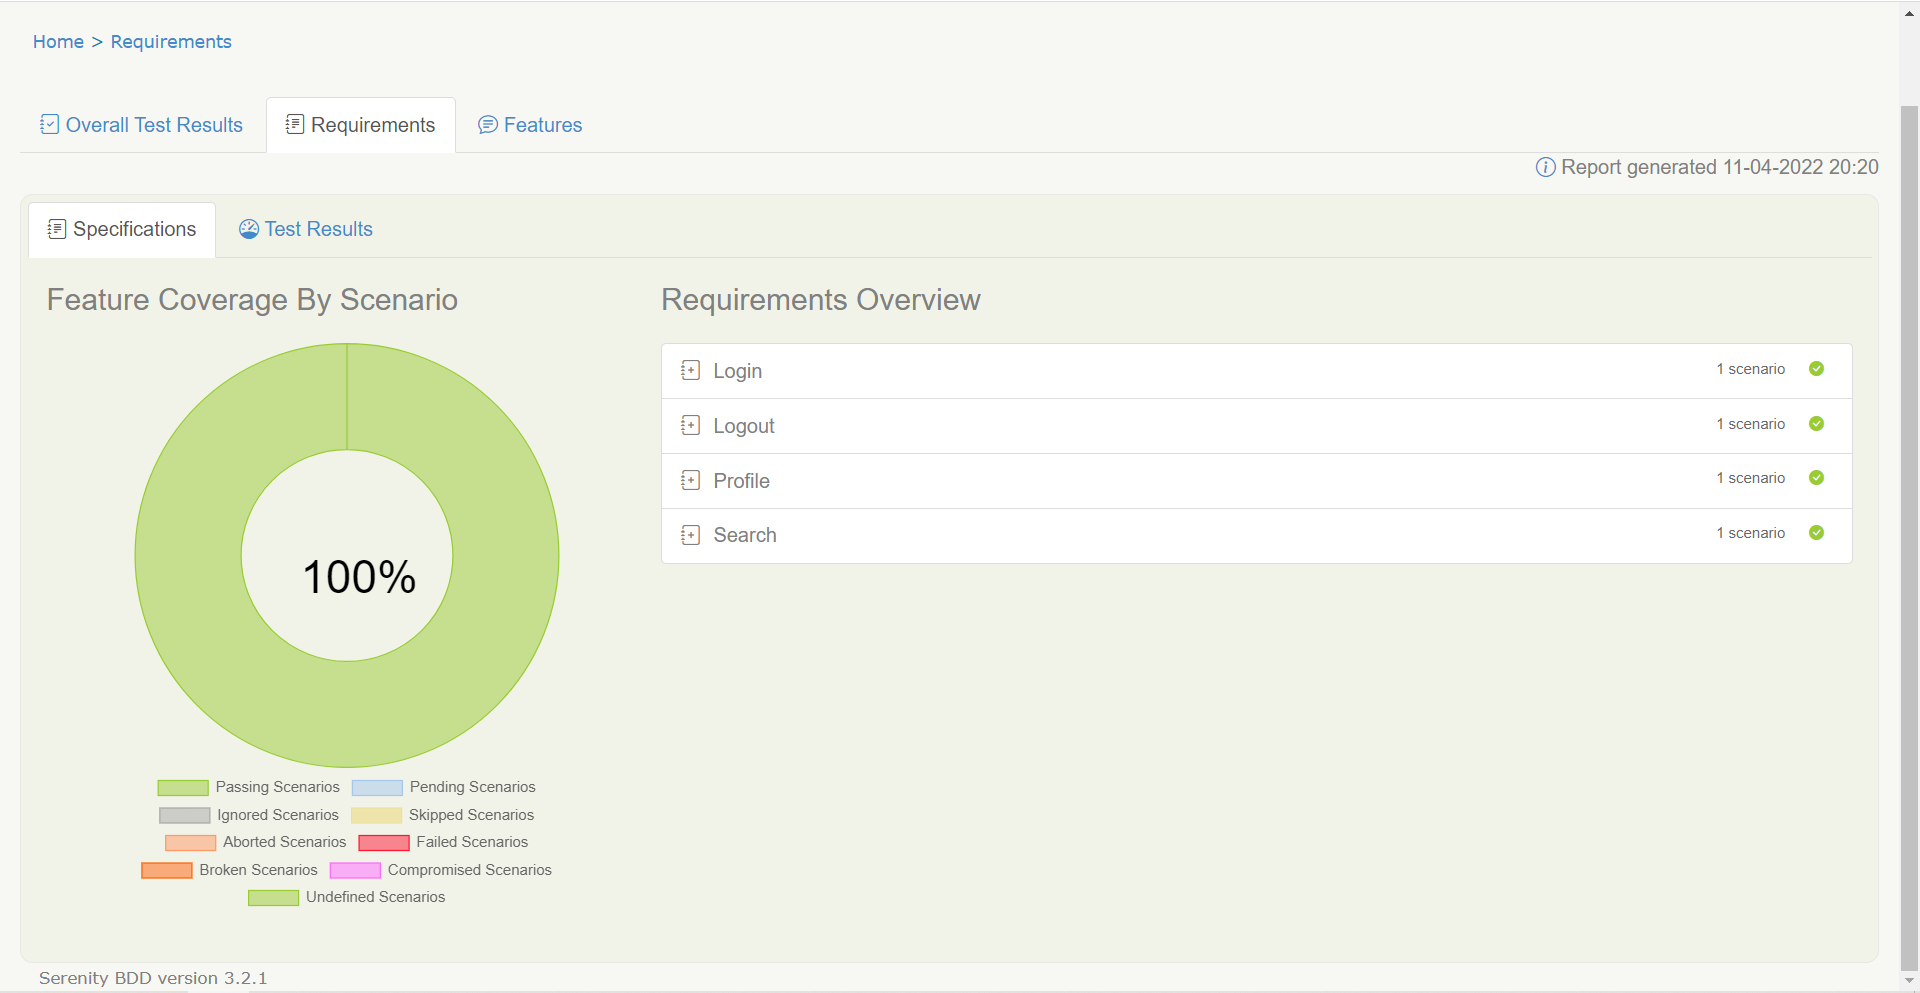 Home > Requirements
Overall Test Results Requirements Features
Report generated 11-04-2022 20:20
Specifications Test Results
Feature Coverage By Scenario
100%
Passing Scenarios Pending Scenarios
Ignored Scenarios Skipped Scenarios
Aborted Scenarios Failed Scenarios
Broken Scenarios Compromised Scenarios
Undefined Scenarios
Requirements Overview
Login 1 scenario
Logout 1 scenario
Profile 1 scenario
Search 1 scenario
Serenity BDD version 3.2.1